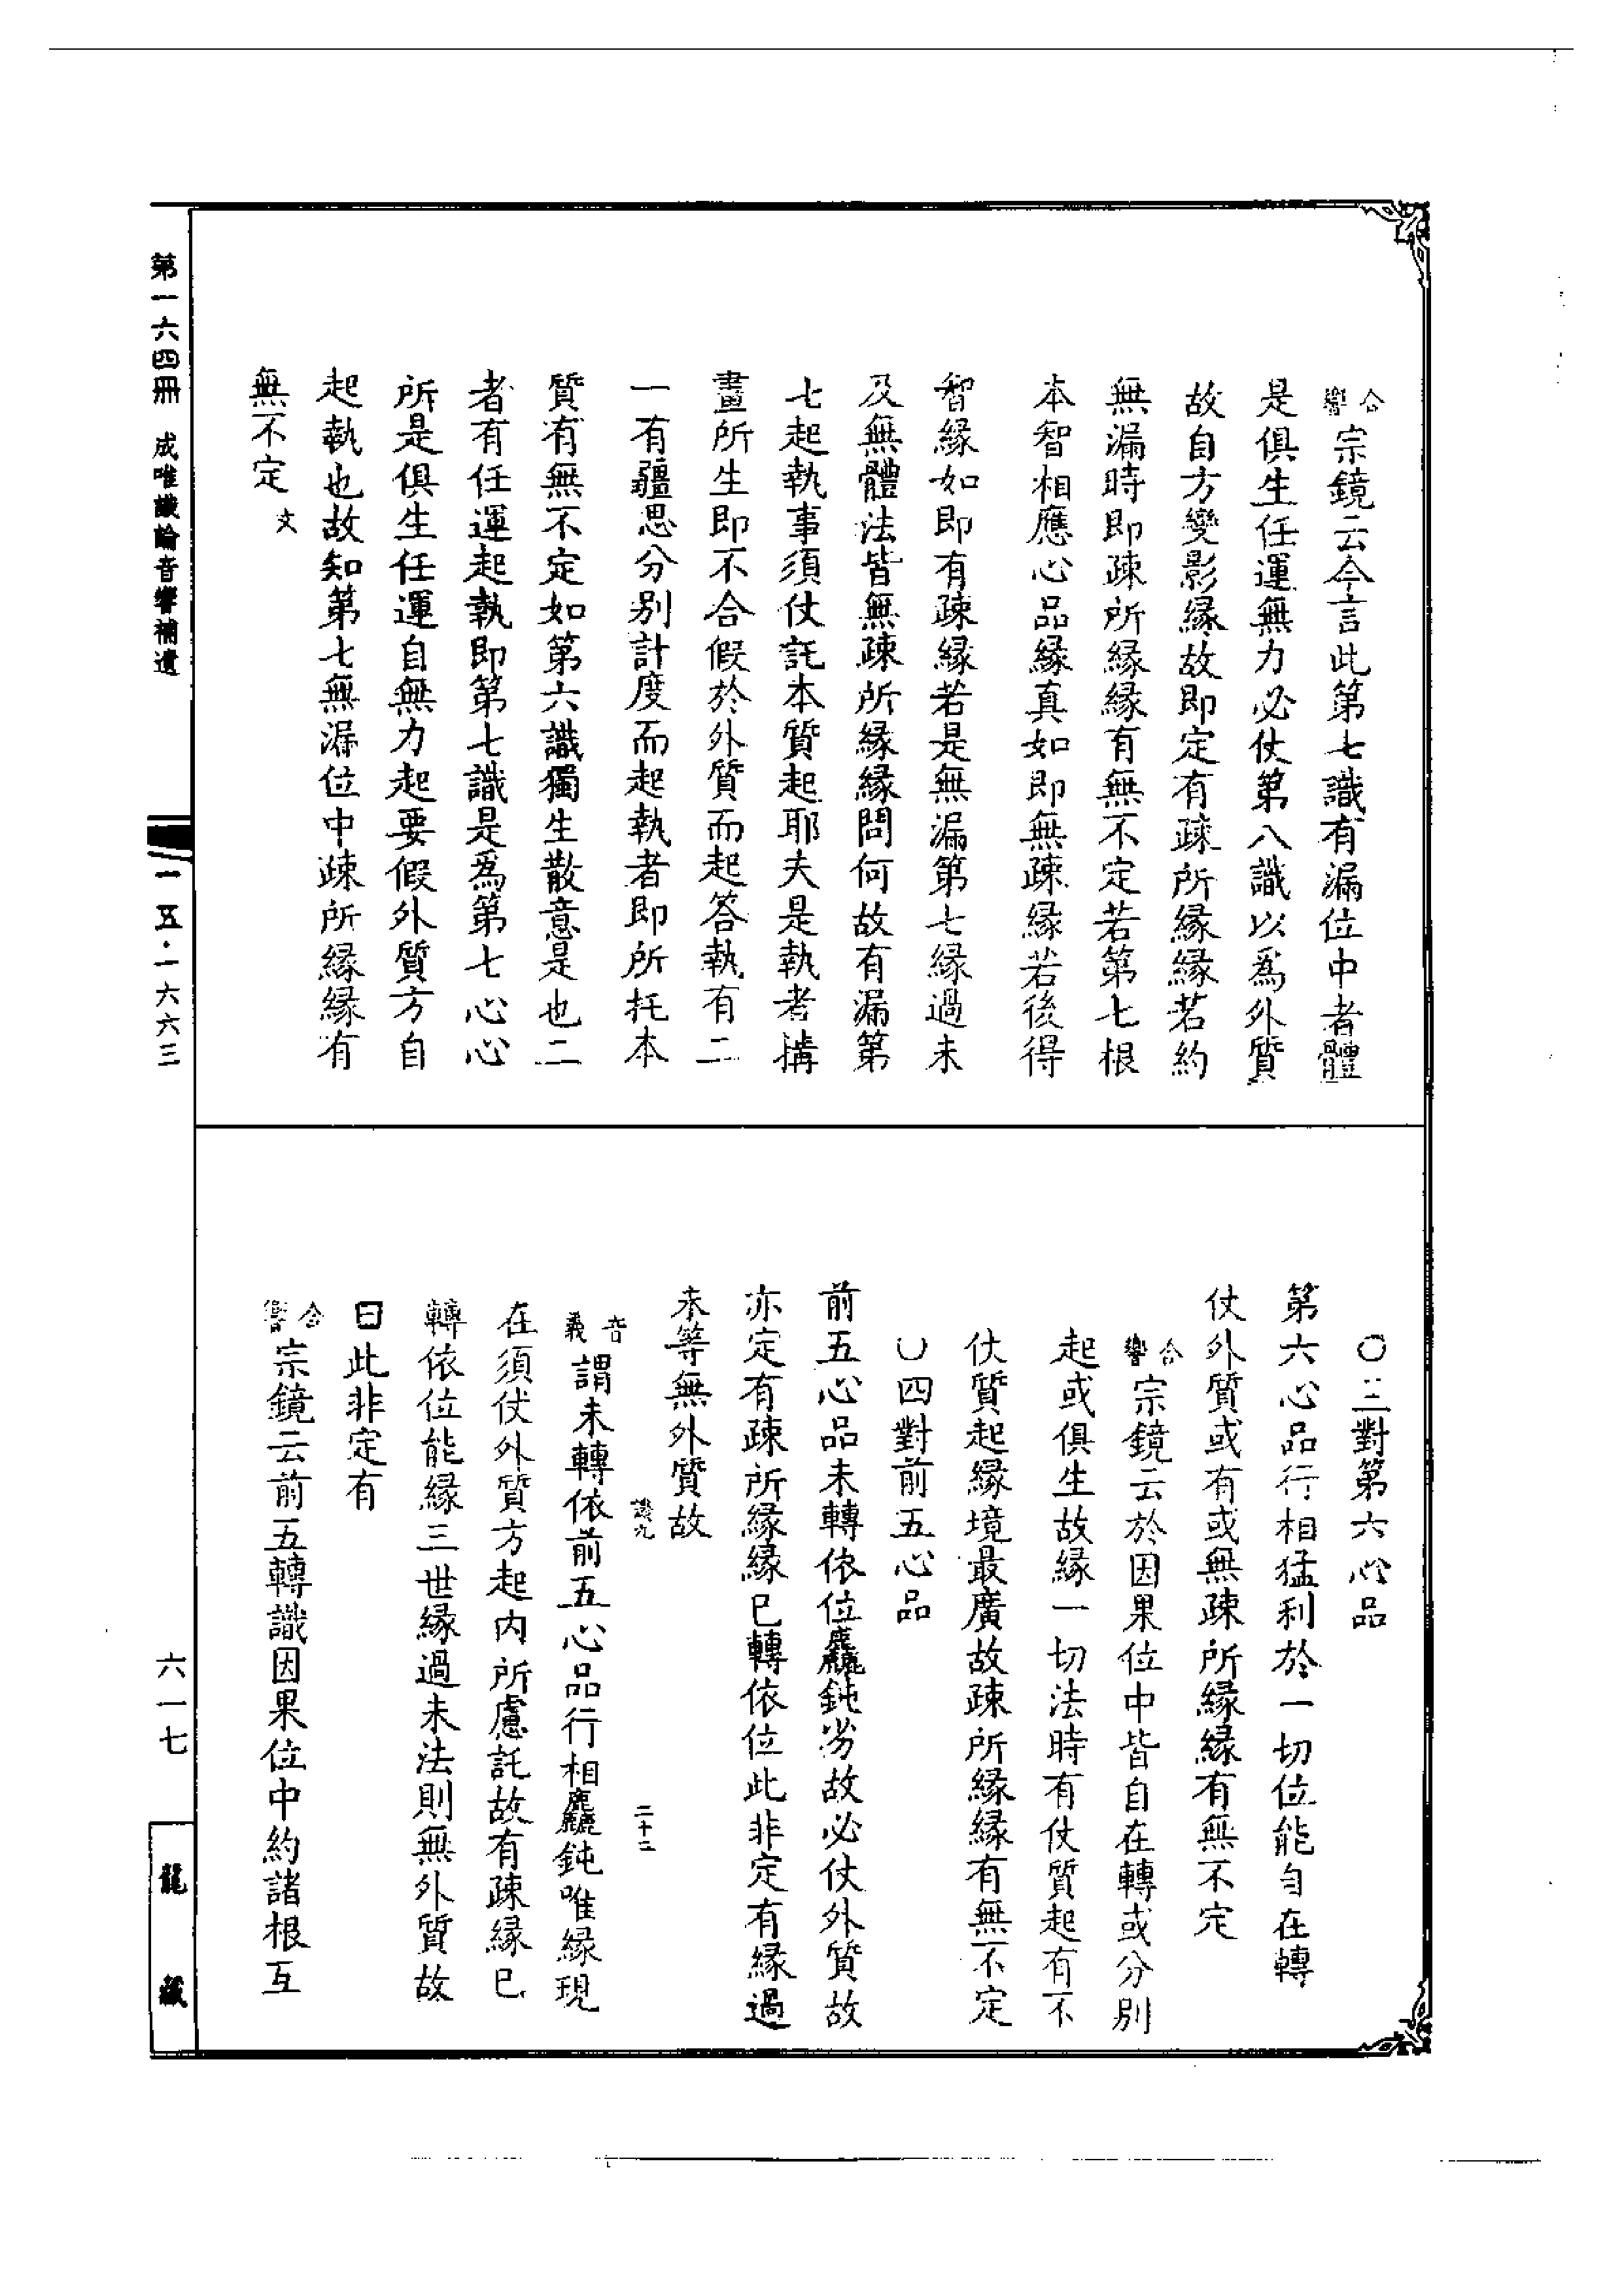 合響宗鏡云今言此第七識有漏位中者體
是俱生任運無力必仗第八識以爲外質
故自方變影緣故即定有疎所緣緣若約
無漏時即疎所緣緣有無不定若第七根
本智相應心品緣真如即無疎緣若後得
智緣如即有疎緣若是無漏第七緣過未
及無體法皆無疎所緣緣問何故有漏第
七起執事須仗託本質起耶夫是執者搆
畫所生即不合假於外質而起答執有二
一有疆思分別計度而起執者即所托本
質有無不定如第六識獨生散意是也二
者有任運起執即第七識是爲第七心心
所是俱生任運自無力起要假外質方自
起執也故知第七無漏位中疎所緣緣有
無不定文
〇三對第六心品
第六心品行相猛利於一切位能自在轉
仗外質或有或無疎所緣緣有無不定
合響宗鏡云於因果位中皆自在轉或分別
起或俱生故緣一切法時有仗質起有不
仗質起緣境最廣故疎所緣緣有無不定
〇四對前五心品
前五心品未轉依位麤鈍劣故必仗外質故
亦定有疎所緣緣已轉依位此非定有緣過
未等無外質故
二十二
音義謂未轉依前五心品行相麤鈍唯緣現
在須仗外質方起內所慮託故有疎緣已
轉依位能緣三世緣過未法則無外質故
曰此非定有
合響宗鏡云前五轉識因果位中約諸根互
第一六四冊 成唯識論音響補遺
一一五·一六六三
六一七
龍藏